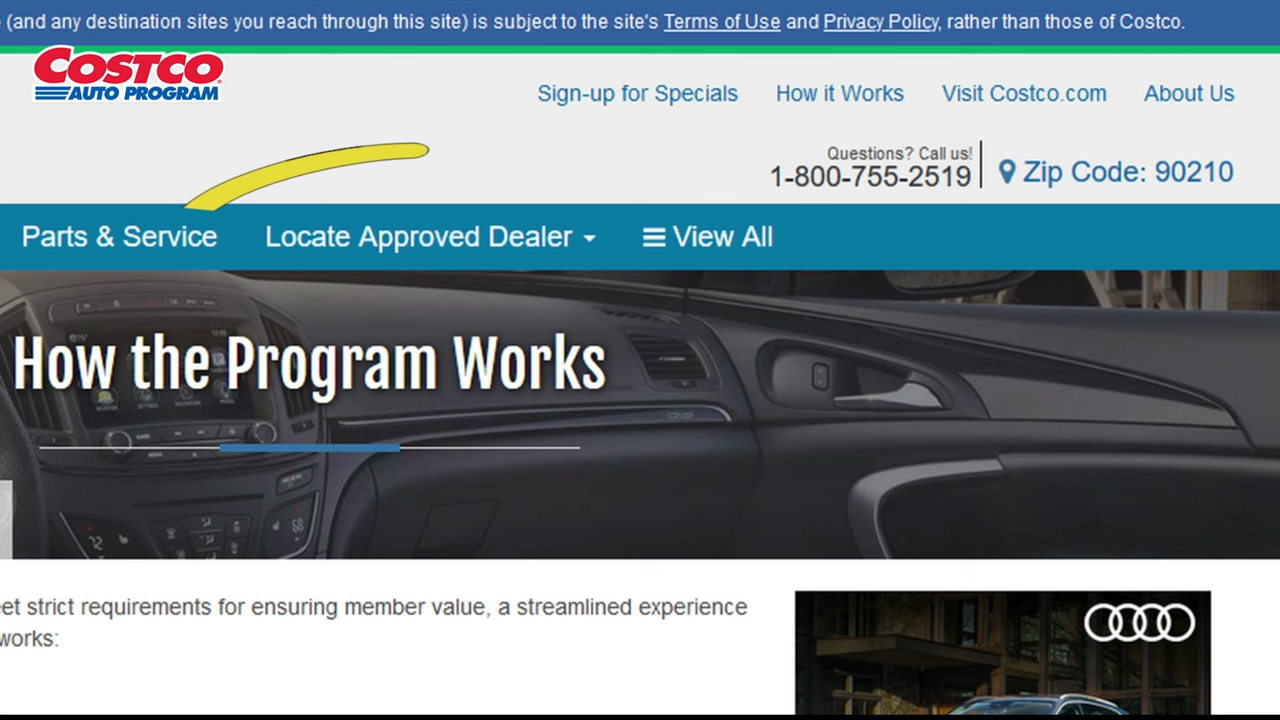 (and any destination sites you reach through this site) is subject to the site's Terms of Use and Privacy Policy, rather than those of Costco.
COSTCO
AUTO PROGRAM
Sign-up for Specials How it Works Visit Costco.com About Us
Questions? Call us!
1-800-755-2519
Zip Code: 90210
Parts & Service Locate Approved Dealer View All
How the Program Works
strict requirements for ensuring member value, a streamlined experience
works: